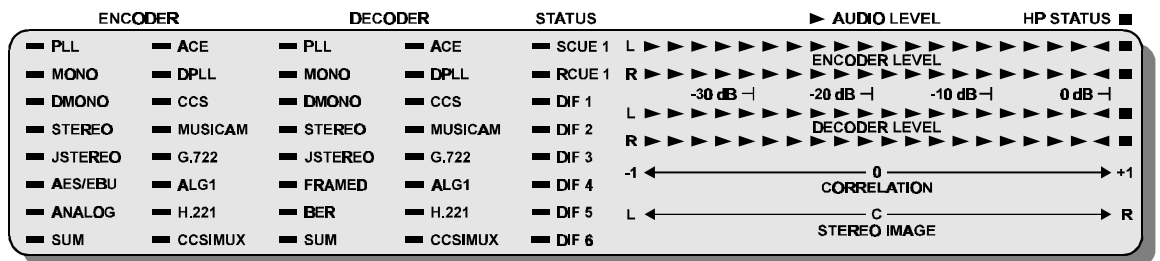 ENCODER DECODER STATUS ► AUDIO LEVEL HP STATUS ■
PLL ACE PLL ACE SCUE 1 L
ENCODER LEVEL
MONO DPLL MONO DPLL RCUE 1 R
DMONO CCS DMONO CCS DIF 1 -30 dB -20 dB -10 dB 0 dB
L
DECODER LEVEL
STEREO MUSICAM STEREO MUSICAM DIF 2 R
JSTEREO G.722 JSTEREO G.722 DIF 3 -1 0 +1
AES/EBU ALG1 FRAMED ALG1 DIF 4 CORRELATION
ANALOG H.221 BER H.221 DIF 5 L C R
STEREO IMAGE
SUM CCSIMUX SUM CCSIMUX DIF 6